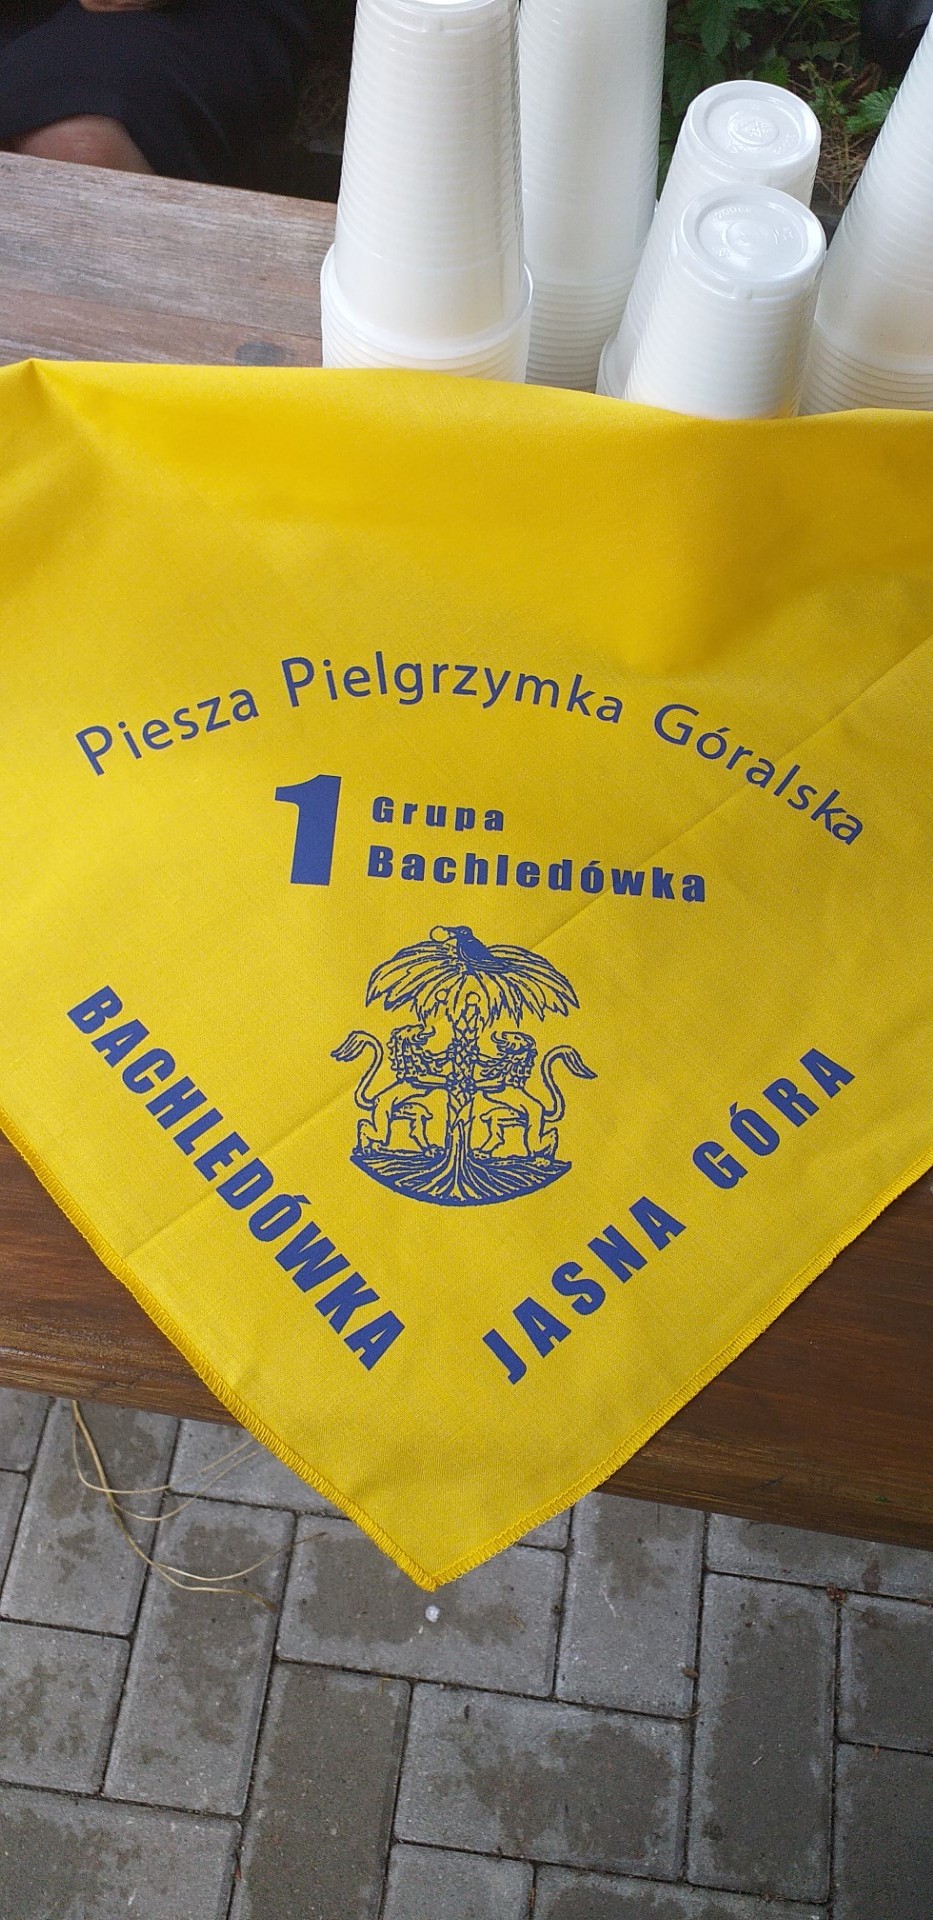 Piesza Pielgrzymka Góralska
1 Grupa
Bachledówka
BACHLEDÓWKA
JASNA GÓRA